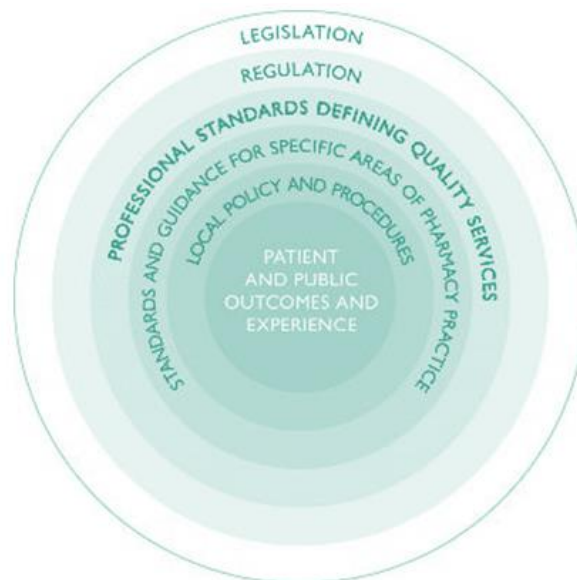 LEGISLATION
REGULATION
PROFESSIONAL STANDARDS DEFINING QUALITY SERVICES
STANDARDS AND GUIDANCE FOR SPECIFIC AREAS OF PHARMACY PRACTICE
LOCAL POLICY AND PROCEDURES
PATIENT
AND PUBLIC
OUTCOMES AND
EXPERIENCE